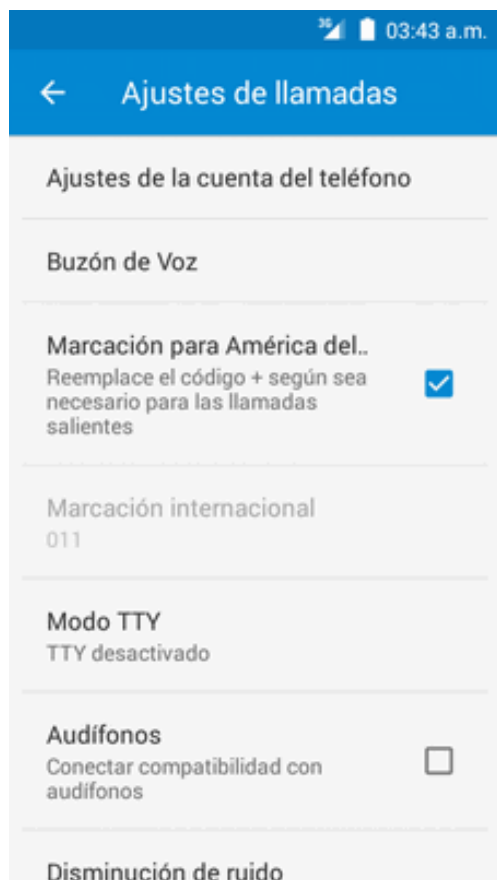 3G 03:43 a.m.
Ajustes de llamadas
Ajustes de la cuenta del teléfono
Buzón de Voz
Marcación para América del..
Reemplace el código + según sea
necesario para las llamadas
salientes
Marcación internacional
011
Modo TTY
TTY desactivado
Audífonos
Conectar compatibilidad con
audífonos
Disminución de ruido